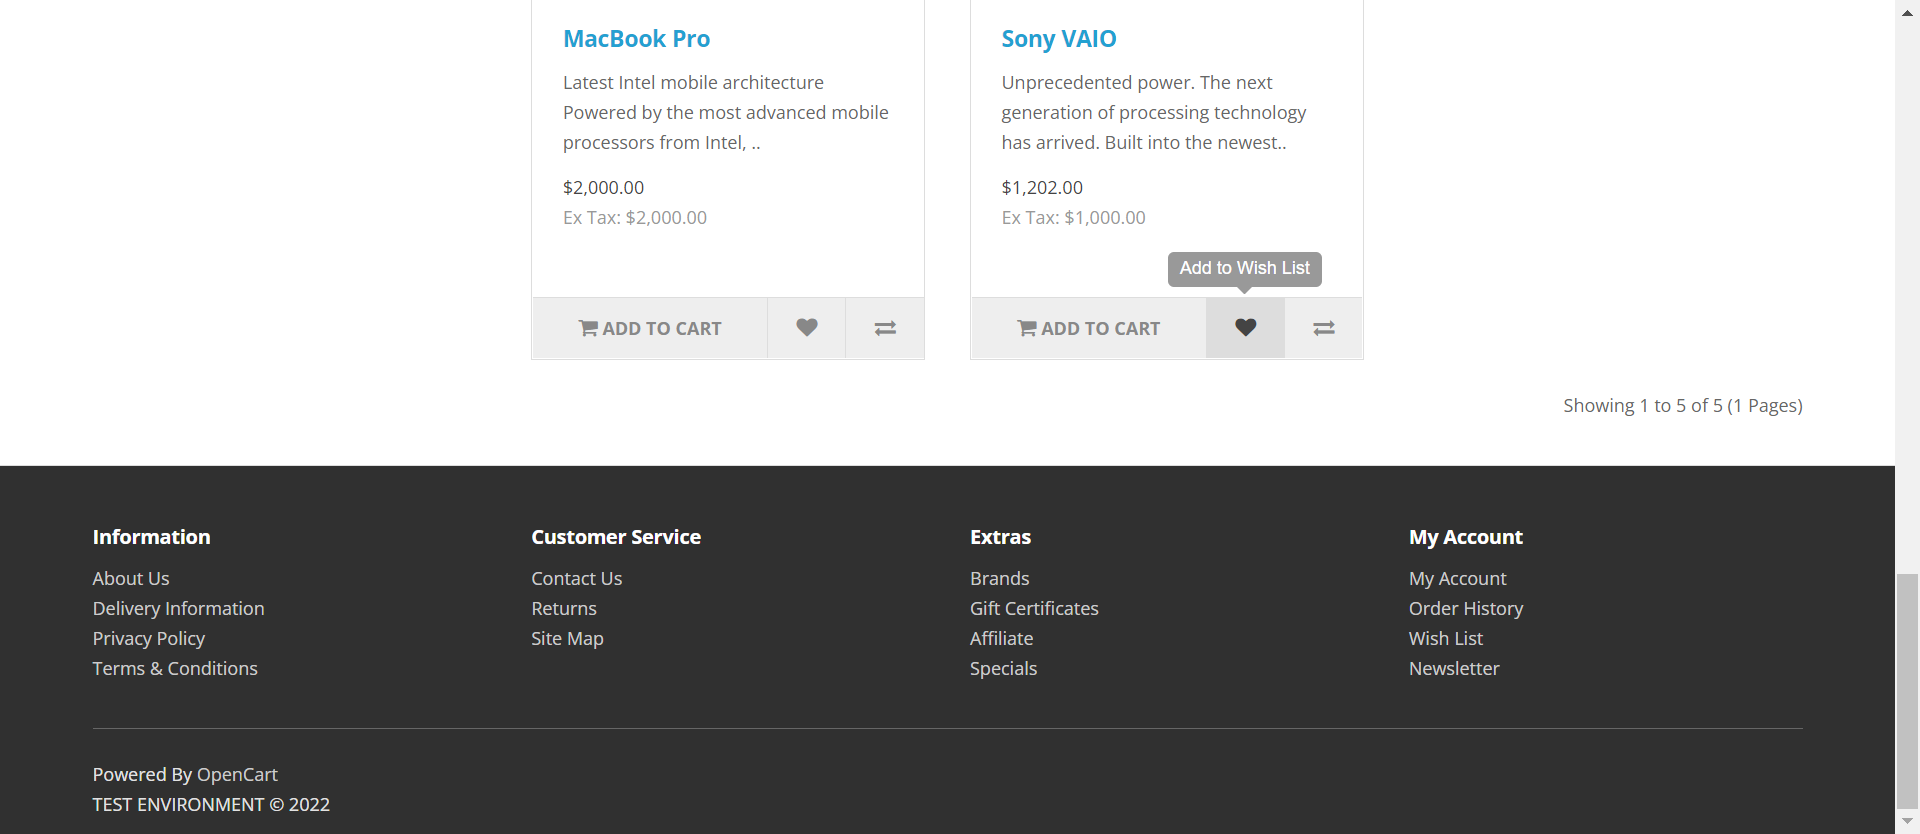 MacBook Pro
Latest Intel mobile architecture
Powered by the most advanced mobile
processors from Intel, ..
$2,000.00
Ex Tax: $2,000.00
ADD TO CART
Sony VAIO
Unprecedented power. The next
generation of processing technology
has arrived. Built into the newest..
$1,202.00
Ex Tax: $1,000.00
Add to Wish List
ADD TO CART
Showing 1 to 5 of 5 (1 Pages)
Information
About Us
Delivery Information
Privacy Policy
Terms & Conditions
Customer Service
Contact Us
Returns
Site Map
Extras
Brands
Gift Certificates
Affiliate
Specials
My Account
My Account
Order History
Wish List
Newsletter
Powered By OpenCart
TEST ENVIRONMENT © 2022